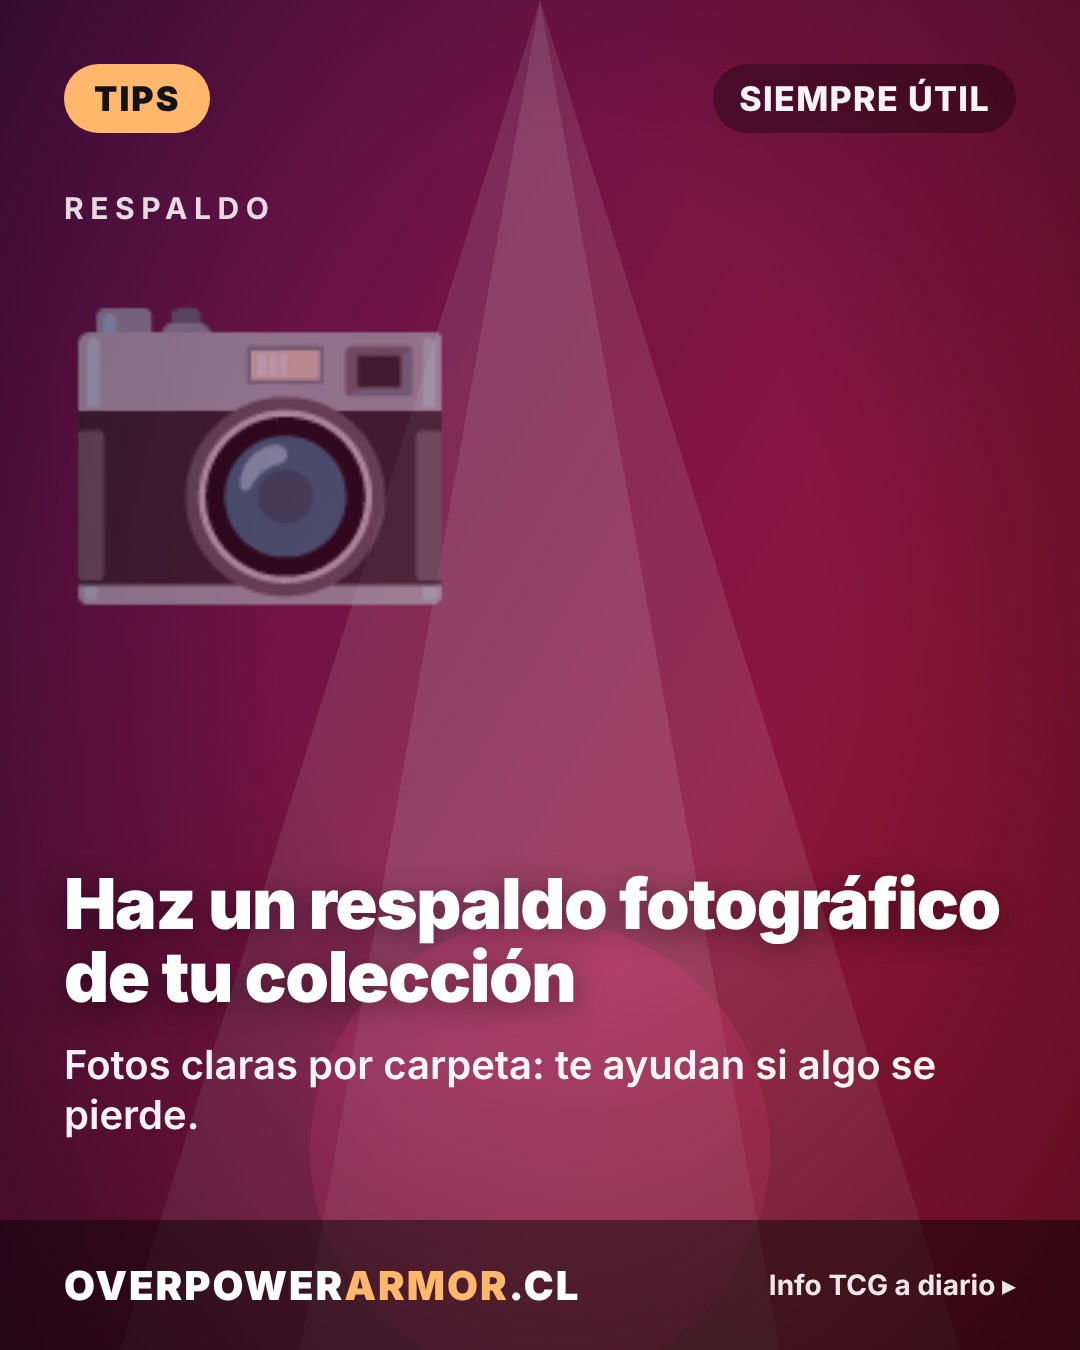 TIPS
SIEMPRE ÚTIL
RESPALDO
Haz un respaldo fotográfico
de tu colección
Fotos claras por carpeta: te ayudan si algo se
pierde.
OVERPOWERARMOR.CL
Info TCG a diario ▸